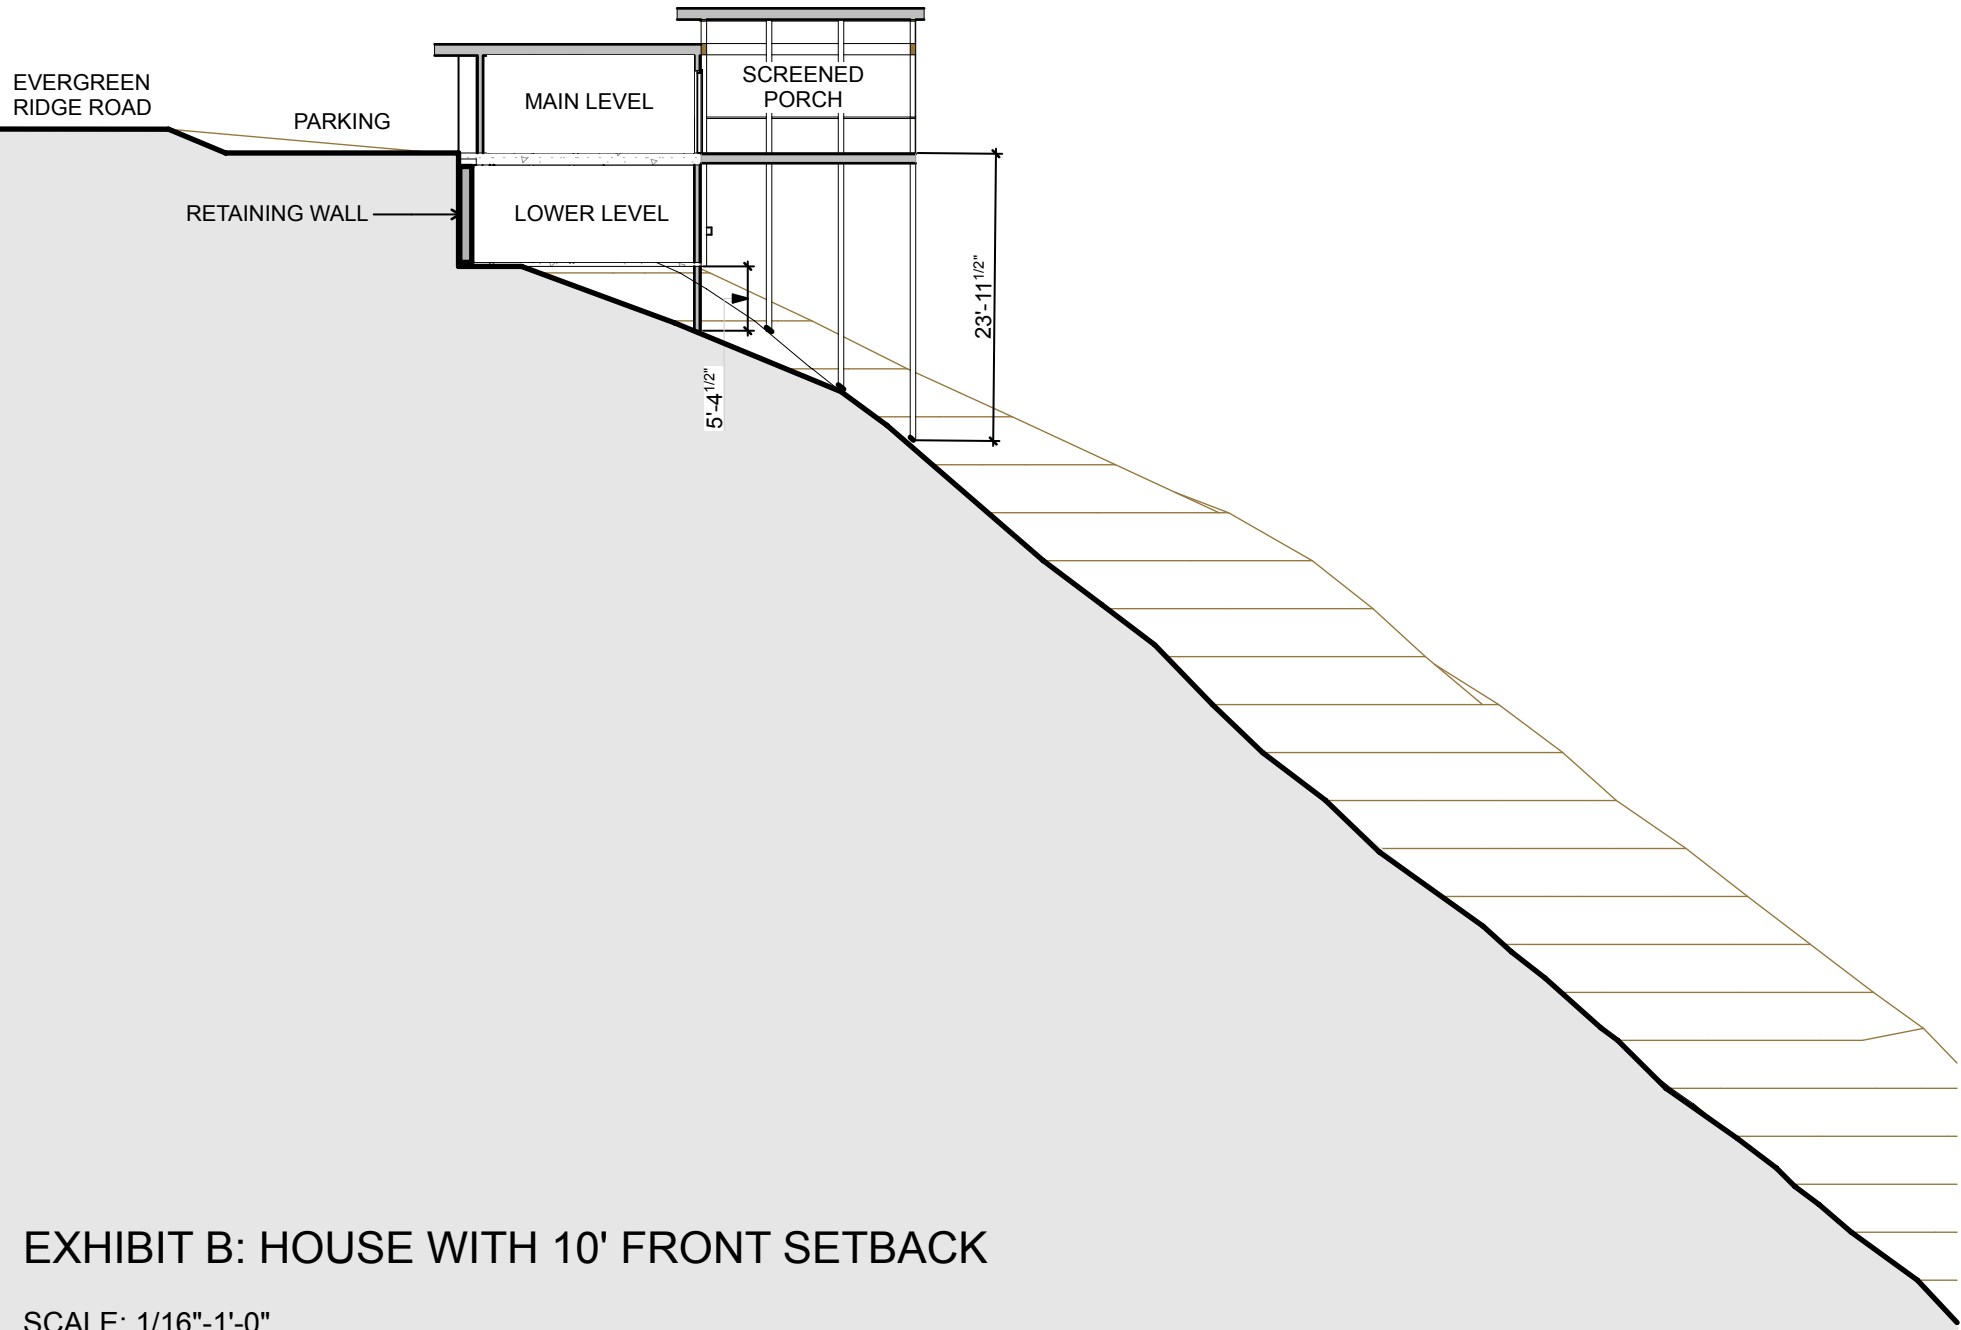 EVERGREEN
RIDGE ROAD
PARKING
MAIN LEVEL
SCREENED
PORCH
RETAINING WALL
LOWER LEVEL
23'-11 1/2"
5'-4 1/2"
EXHIBIT B: HOUSE WITH 10' FRONT SETBACK
SCALE: 1/16"-1'-0"